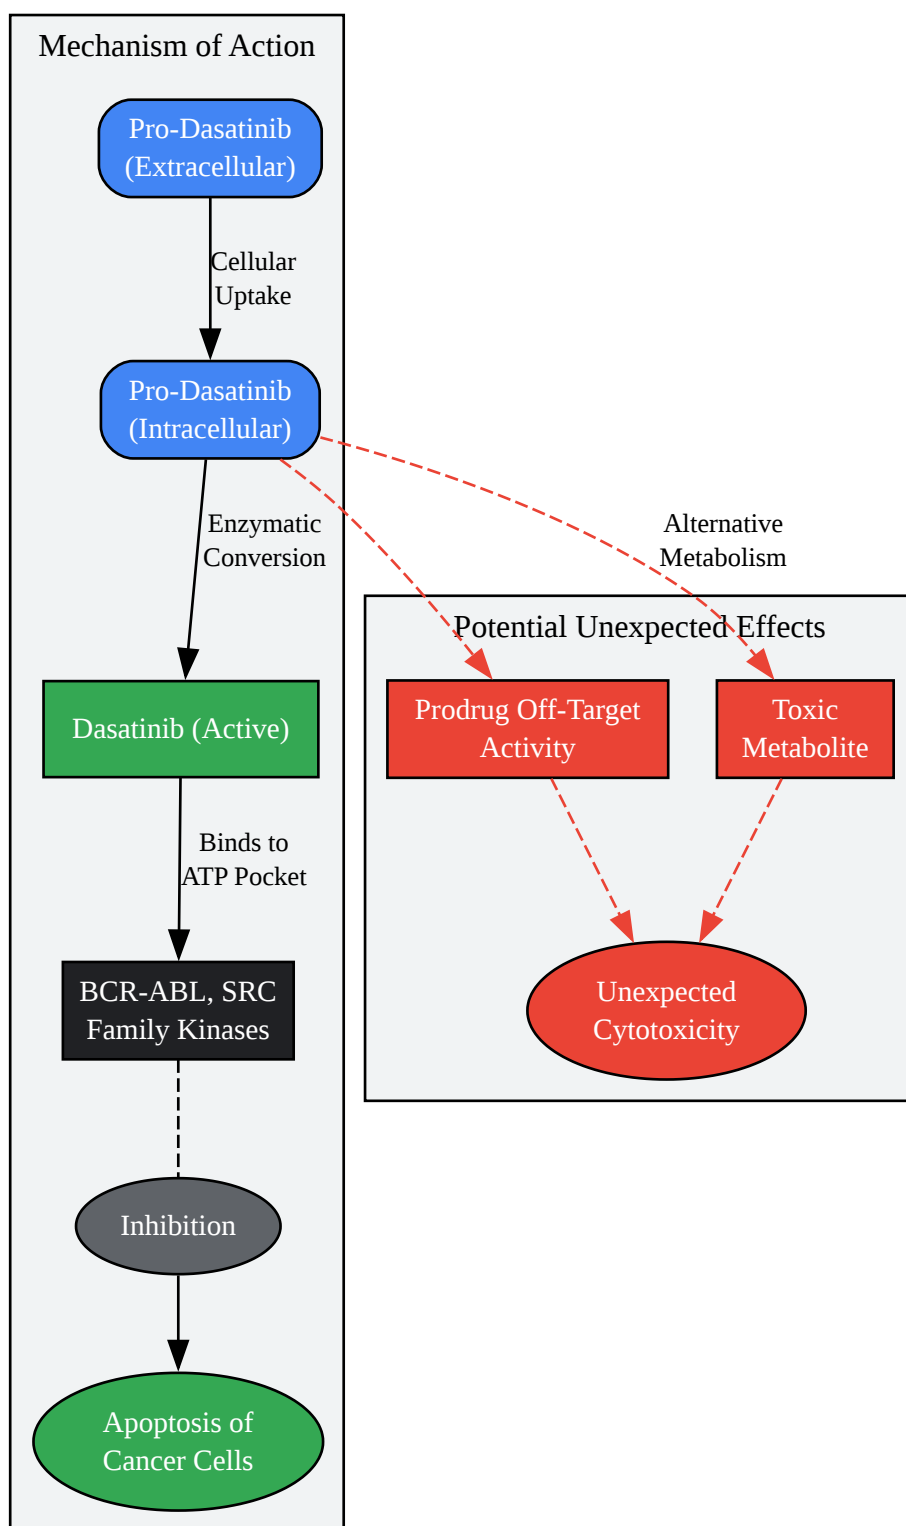 Mechanism of Action
Pro-Dasatinib
(Extracellular)
Cellular
Uptake
Pro-Dasatinib
(Intracellular)
Enzymatic
Conversion
Alternative
Metabolism
Potential Unexpected Effects
Dasatinib (Active)
Prodrug Off-Target
Activity
Toxic
Metabolite
Binds to
ATP Pocket
BCR-ABL, SRC
Family Kinases
Unexpected
Cytotoxicity
Inhibition
Apoptosis of
Cancer Cells